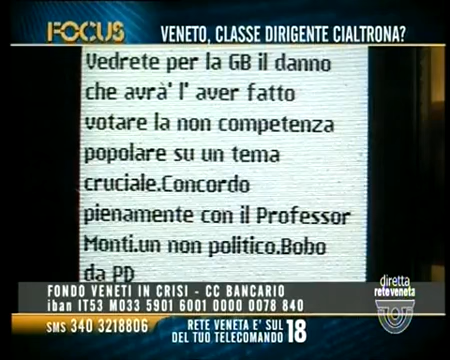 FOCUS
VENETO, CLASSE DIRIGENTE CIALTRONA?
Vedrete per la GB il danno
che avrà' l' aver fatto
votare la non competenza
popolare su un tema
cruciale.Concordo
pienamente con il Professor
Monti.un non politico.Bobo
da PD
FONDO VENETI IN CRISI - CC BANCARIO
iban IT53 M033 5901 6001 0000 0078 840
diretta
reteveneta
SMS 340 3218806
RETE VENETA E' SUL
DEL TUO TELECOMANDO
18